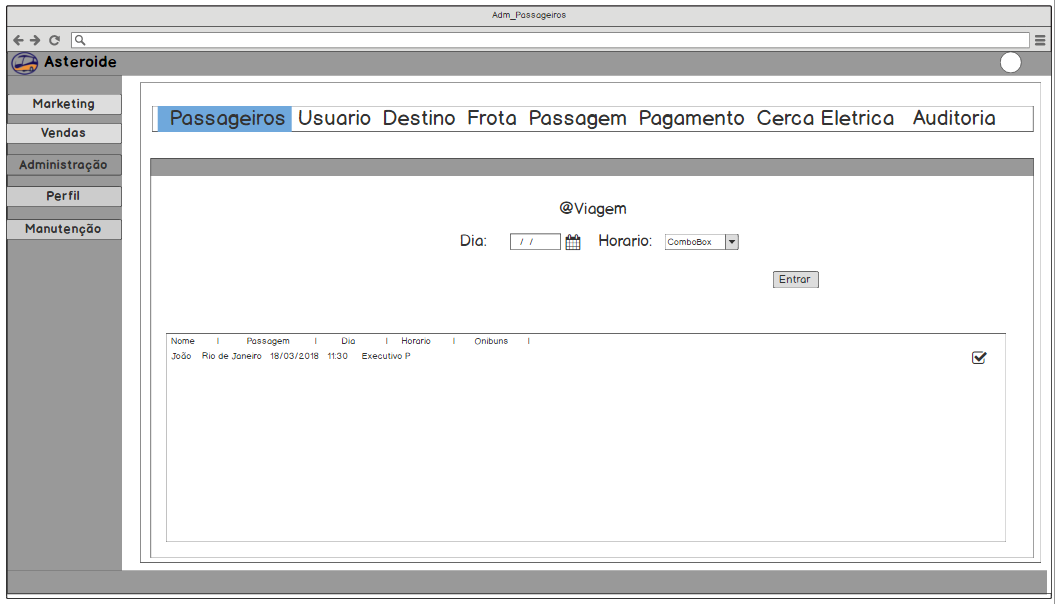 Adm_Passageiros
Asteroide
Marketing
Vendas
Administração
Perfil
Manutenção
Passageiros Usuario Destino Frota Passagem Pagamento Cerca Eletrica Auditoria
@Viagem
Dia: / / Horario: ComboBox
Entrar
Nome | Passagem | Dia | Horario | Onibuns |
João Rio de Janeiro 18/03/2018 11:30 Executivo P